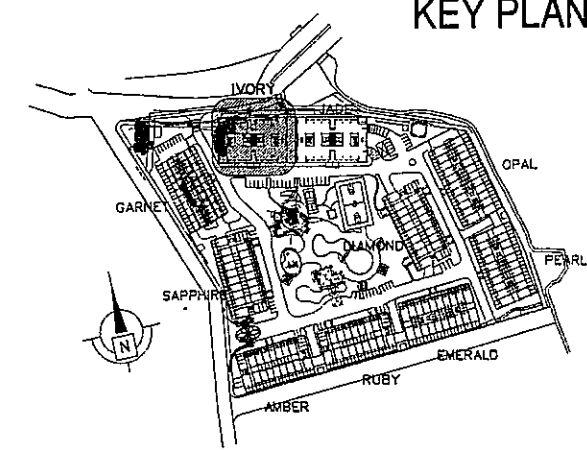 KEY PLAN
IVORY
JADE
OPAL
GARNET
DIAMOND
PEARL
SAPPHIRE
N
EMERALD
RUBY
AMBER